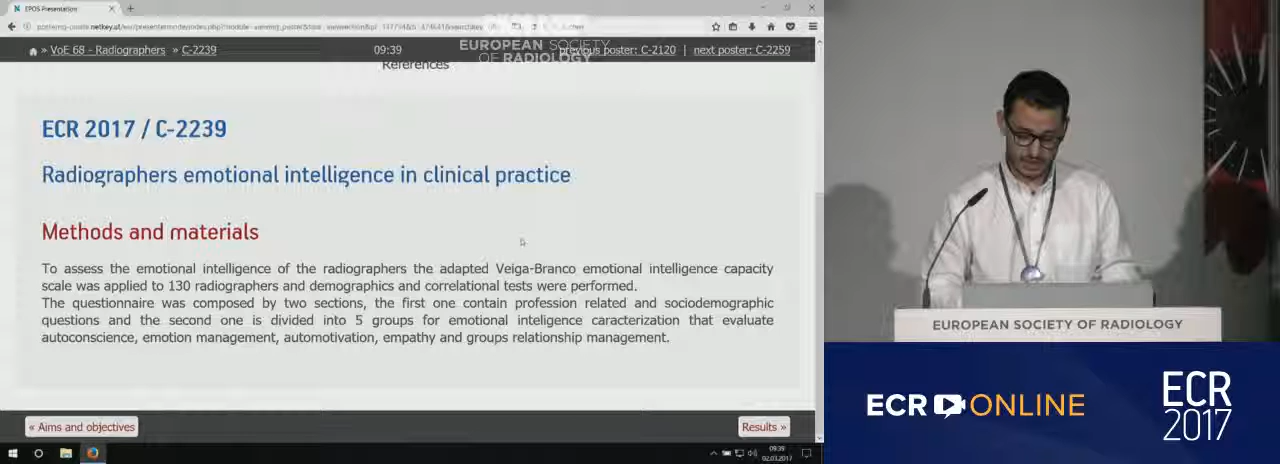 EPOS Presentation
» VoE 68 - Radiographers » C-2239
09:39
previous poster: C-2120 | next poster: C-2259
EUROPEAN SOCIETY
OF RADIOLOGY
References
ECR 2017 / C-2239
Radiographers emotional intelligence in clinical practice
Methods and materials
To assess the emotional intelligence of the radiographers the adapted Veiga-Branco emotional intelligence capacity
scale was applied to 130 radiographers and demographics and correlational tests were performed.
The questionnaire was composed by two sections, the first one contain profession related and sociodemographic
questions and the second one is divided into 5 groups for emotional inteligence caracterization that evaluate
autoconscience, emotion management, automotivation, empathy and groups relationship management.
« Aims and objectives
Results »
09:39
02.03.2017
EUROPEAN SOCIETY OF RADIOLOGY
ECR ONLINE
ECR
2017